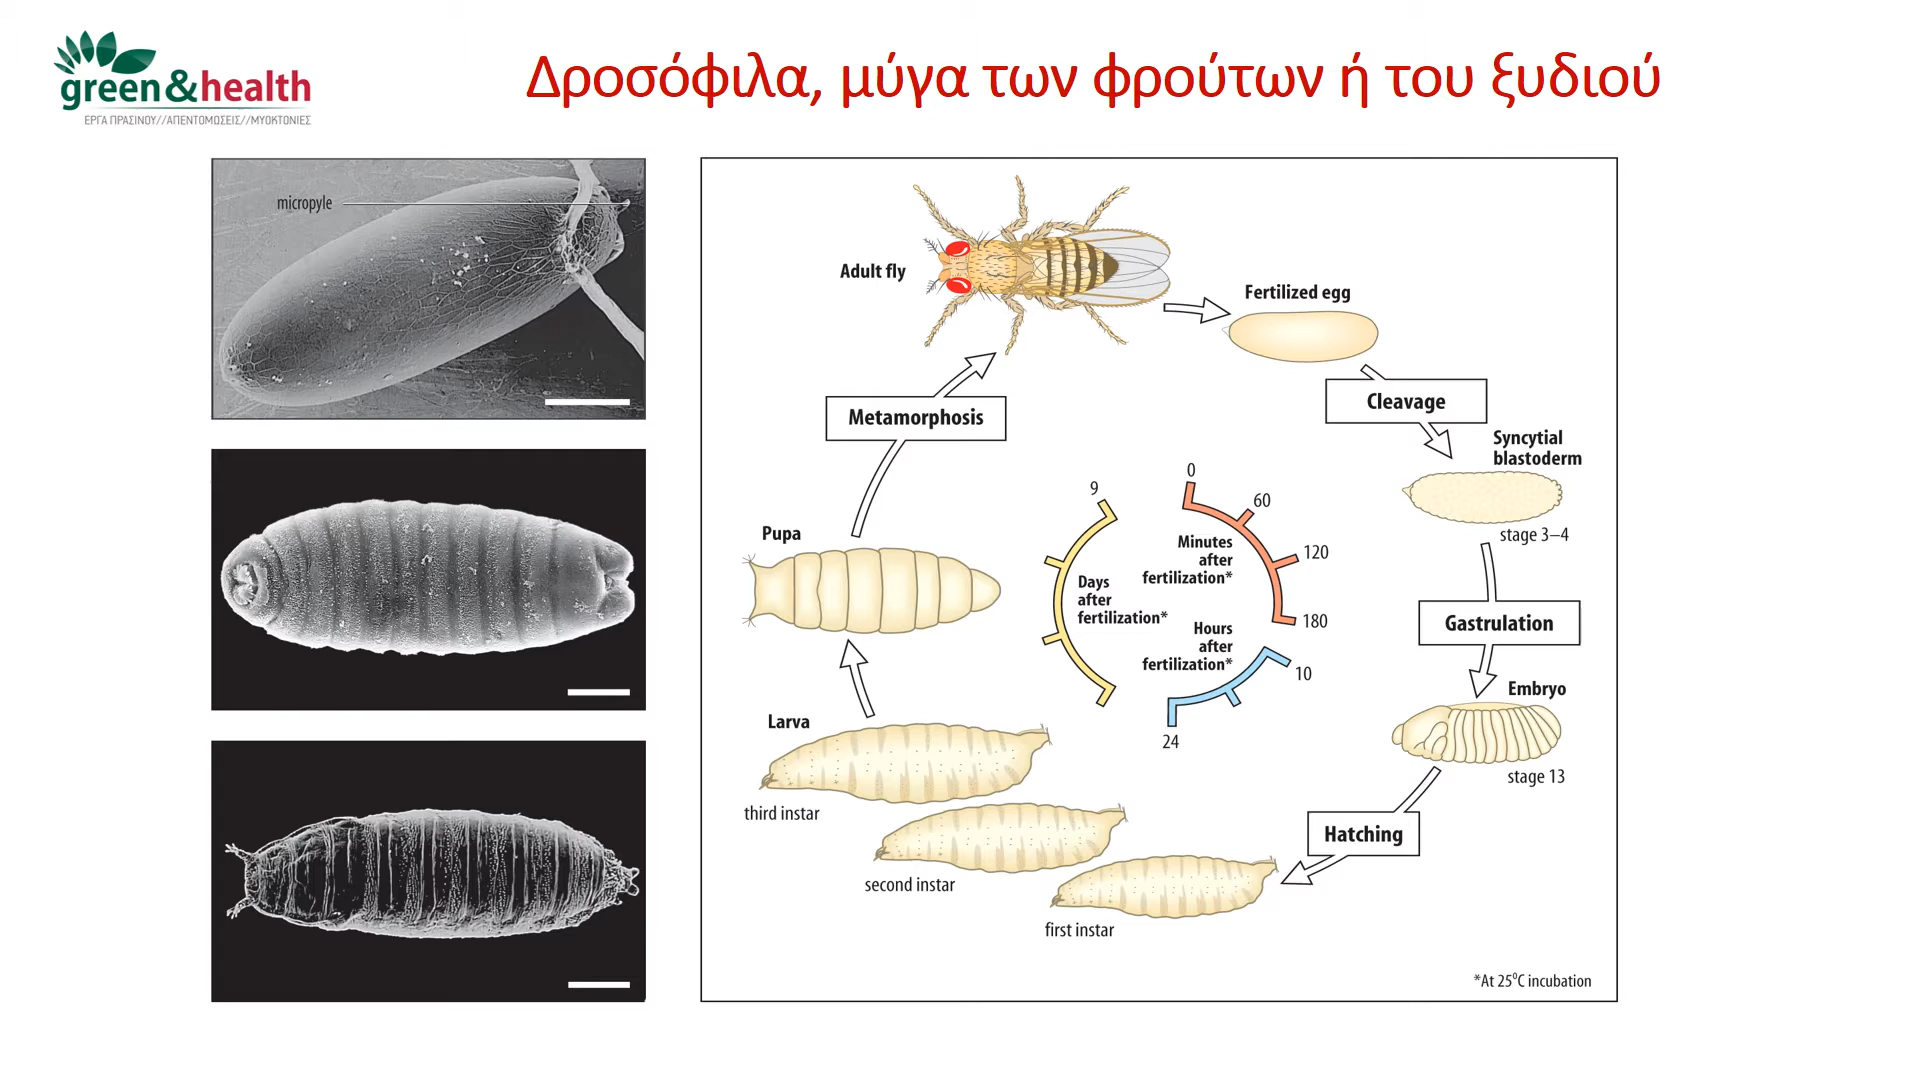 green&health
ΕΡΓΑ ΠΡΑΣΙΝΟΥ//ΑΠΕΝΤΟΜΩΣΕΙΣ//ΜΥΟΚΤΟΝΙΕΣ
Δροσόφιλα, μύγα των φρούτων ή του ξυδιού
micropyle
Adult fly
Fertilized egg
Cleavage
Syncytial
blastoderm
stage 3–4
Gastrulation
Embryo
stage 13
Hatching
first instar
second instar
third instar
Larva
Pupa
Metamorphosis
0
60
120
180
Minutes
after
fertilization*
Hours
after
fertilization*
10
24
9
Days
after
fertilization*
*At 25⁰C incubation